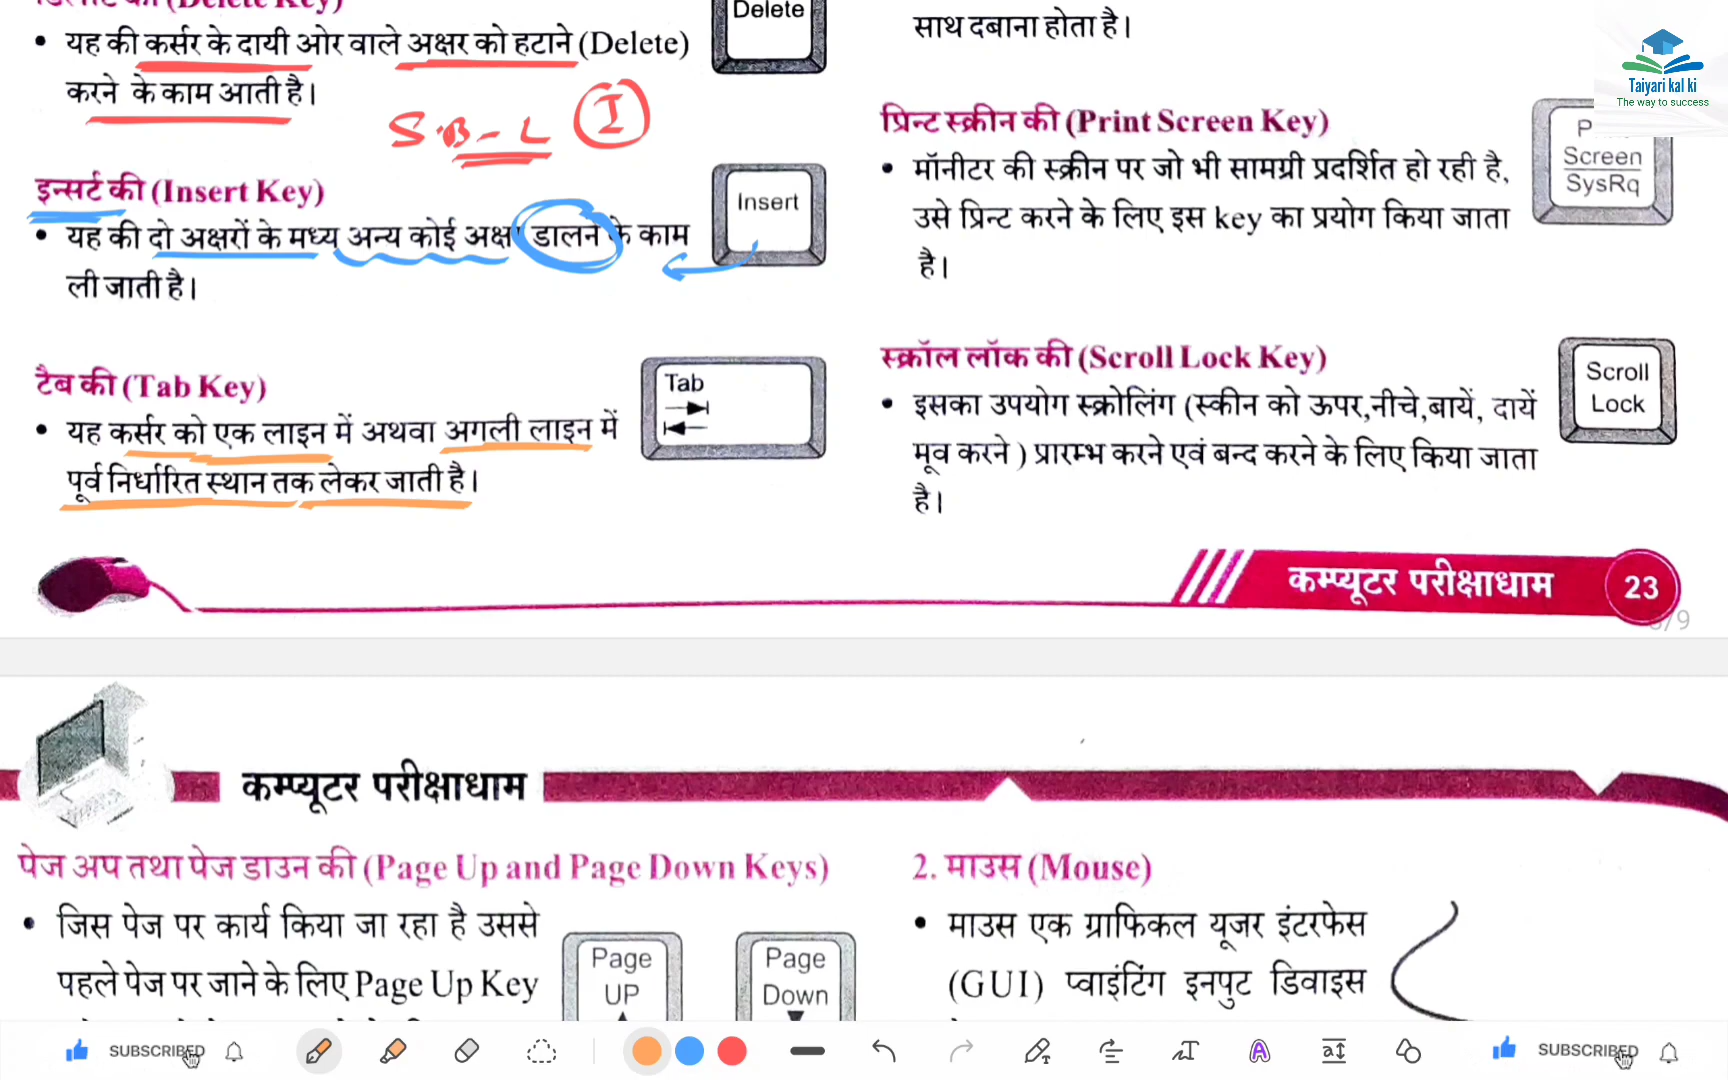 (Delete Key)
• यह की कर्सर के दायी ओर वाले अक्षर को हटाने (Delete)
करने के काम आती है।
Delete
S.B-L I
इन्सर्ट की (Insert Key)
• यह की दो अक्षरों के मध्य अन्य कोई अक्षर डालने के काम
ली जाती है।
Insert
टैब की (Tab Key)
• यह कर्सर को एक लाइन में अथवा अगली लाइन में
पूर्व निर्धारित स्थान तक लेकर जाती है।
Tab
साथ दबाना होता है।
Taiyari kal ki
The way to success
प्रिन्ट स्क्रीन की (Print Screen Key)
• मॉनीटर की स्क्रीन पर जो भी सामग्री प्रदर्शित हो रही है,
उसे प्रिन्ट करने के लिए इस key का प्रयोग किया जाता
है।
Screen
SysRq
स्क्रॉल लॉक की (Scroll Lock Key)
• इसका उपयोग स्क्रोलिंग (स्कीन को ऊपर,नीचे,बायें, दायें
मूव करने ) प्रारम्भ करने एवं बन्द करने के लिए किया जाता
है।
Scroll
Lock
कम्प्यूटर परीक्षाधाम 23
/9
कम्प्यूटर परीक्षाधाम
पेज अप तथा पेज डाउन की (Page Up and Page Down Keys)
• जिस पेज पर कार्य किया जा रहा है उससे
पहले पेज पर जाने के लिए Page Up Key
Page
UP
Page
Down
2. माउस (Mouse)
• माउस एक ग्राफिकल यूजर इंटरफेस
(GUI) प्वाइंटिंग इनपुट डिवाइस
SUBSCRIBED
SUBSCRIBED